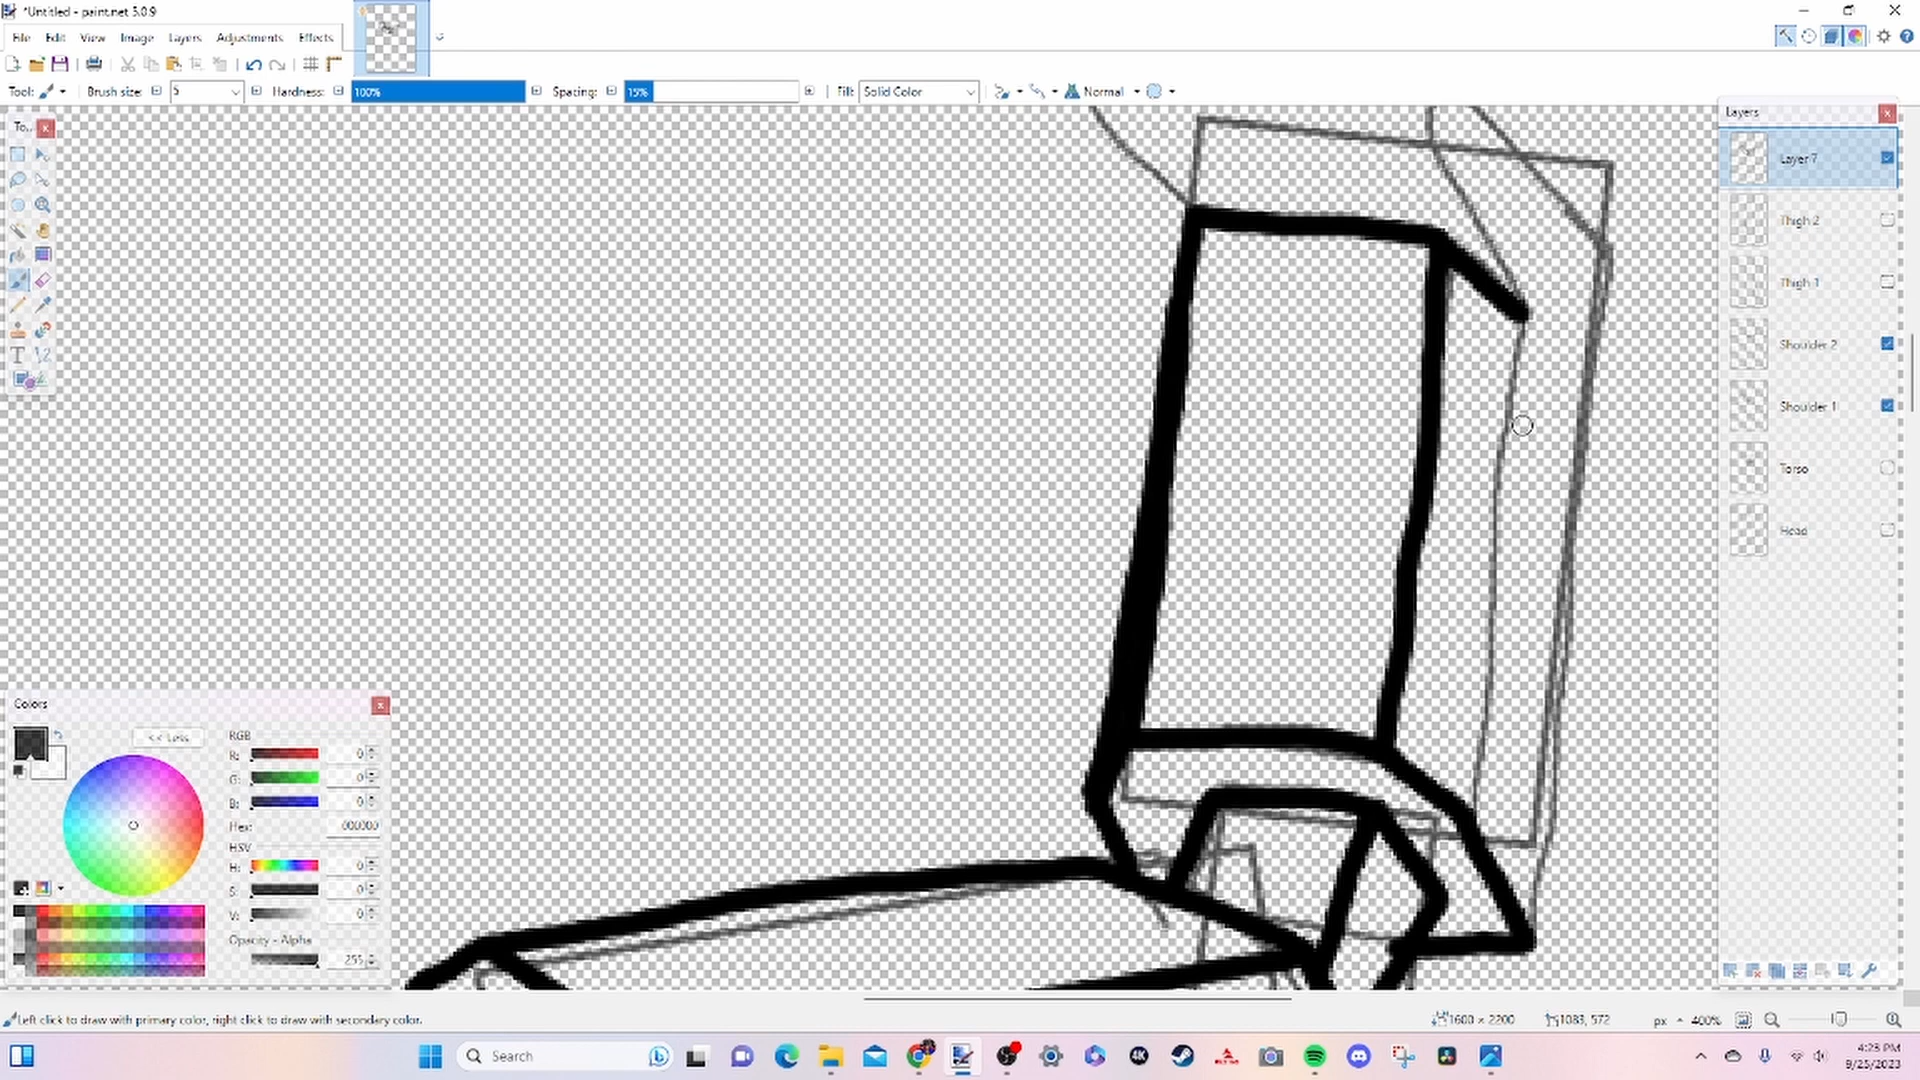 *Untitled - paint.net 5.0.9
File Edit View Image Layers Adjustments Effects
Tool: Brush size: 5 Hardness: 100% Spacing: 15% Fill: Solid Color Normal
To...
Layers
Layer 7
Thigh 2
Thigh 1
Shoulder 2
Shoulder 1
Torso
Head
Colors
<< Less
RGB
R: 0
G: 0
B: 0
Hex: 000000
HSV
H: 0
S: 0
V: 0
Opacity - Alpha
255
Left click to draw with primary color, right click to draw with secondary color.
1600 × 2200
1083, 572
px
400%
Search
4K
4:23 PM
9/25/2023